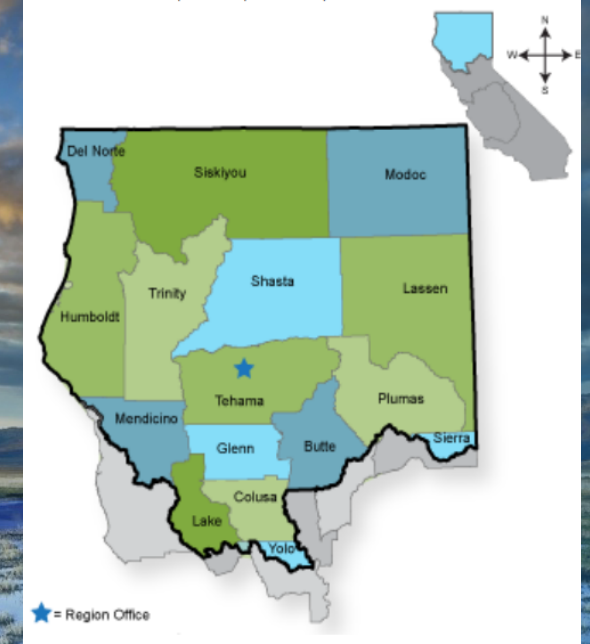 N
W
E
S
Del Norte
Siskiyou
Modoc
Shasta
Trinity
Lassen
Humboldt
Tehama
Plumas
Mendicino
Sierra
Glenn
Butte
Colusa
Lake
Yolo
= Region Office